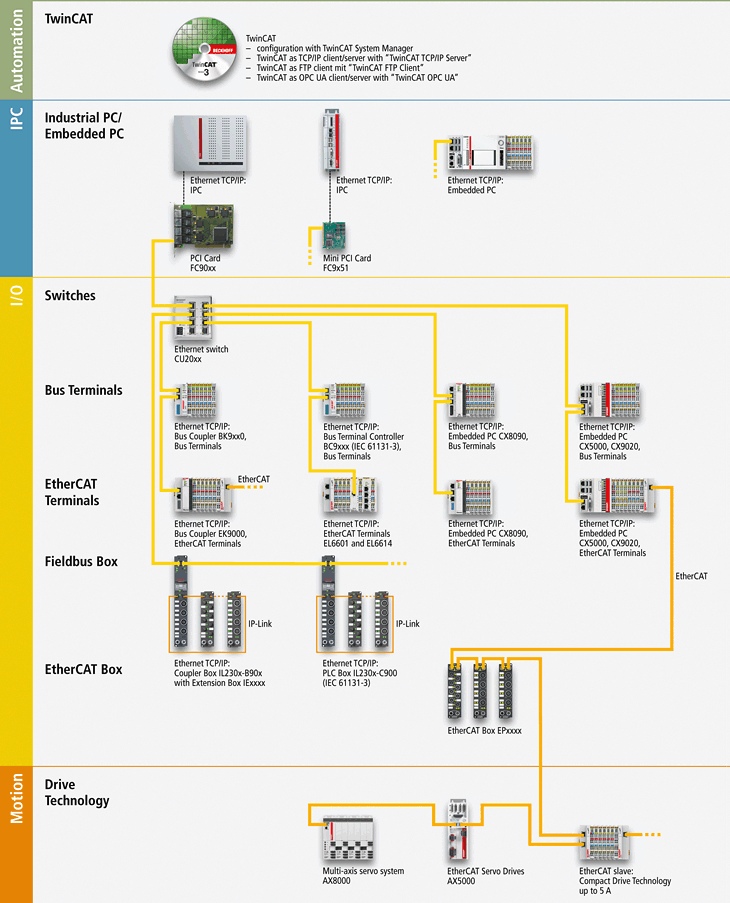 Automation
TwinCAT
BECKHOFF
TwinCAT 3
TwinCAT
– configuration with TwinCAT System Manager
– TwinCAT as TCP/IP client/server with “TwinCAT TCP/IP Server”
– TwinCAT as FTP client mit “TwinCAT FTP Client”
– TwinCAT as OPC UA client/server with “TwinCAT OPC UA”
IPC
Industrial PC/
Embedded PC
Ethernet TCP/IP:
IPC
Ethernet TCP/IP:
IPC
Ethernet TCP/IP:
Embedded PC
PCI Card
FC90xx
Mini PCI Card
FC9x51
I/O
Switches
Ethernet switch
CU20xx
Bus Terminals
Ethernet TCP/IP:
Bus Coupler BK9xx0,
Bus Terminals
Ethernet TCP/IP:
Bus Terminal Controller
BC9xxx (IEC 61131-3),
Bus Terminals
Ethernet TCP/IP:
Embedded PC CX8090,
Bus Terminals
Ethernet TCP/IP:
Embedded PC
CX5000, CX9020,
Bus Terminals
EtherCAT
Terminals
EtherCAT
Ethernet TCP/IP:
Bus Coupler EK9000,
EtherCAT Terminals
Ethernet TCP/IP:
EtherCAT Terminals
EL6601 and EL6614
Ethernet TCP/IP:
Embedded PC CX8090,
EtherCAT Terminals
Ethernet TCP/IP:
Embedded PC
CX5000, CX9020,
EtherCAT Terminals
Fieldbus Box
EtherCAT
IP-Link
IP-Link
EtherCAT Box
Ethernet TCP/IP:
Coupler Box IL230x-B90x
with Extension Box IExxxx
Ethernet TCP/IP:
PLC Box IL230x-C900
(IEC 61131-3)
EtherCAT Box EPxxxx
Motion
Drive
Technology
Multi-axis servo system
AX8000
EtherCAT Servo Drives
AX5000
EtherCAT slave:
Compact Drive Technology
up to 5 A